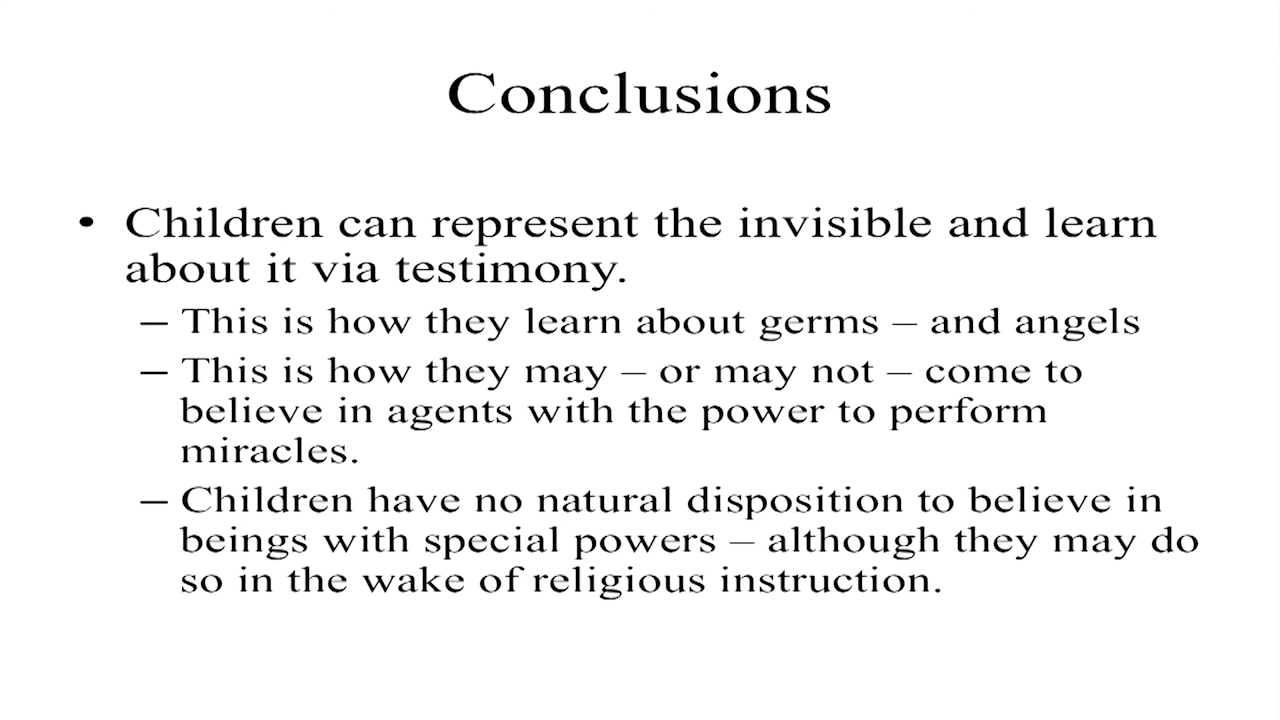 Conclusions
• Children can represent the invisible and learn
about it via testimony.
– This is how they learn about germs – and angels
– This is how they may – or may not – come to
believe in agents with the power to perform
miracles.
– Children have no natural disposition to believe in
beings with special powers – although they may do
so in the wake of religious instruction.